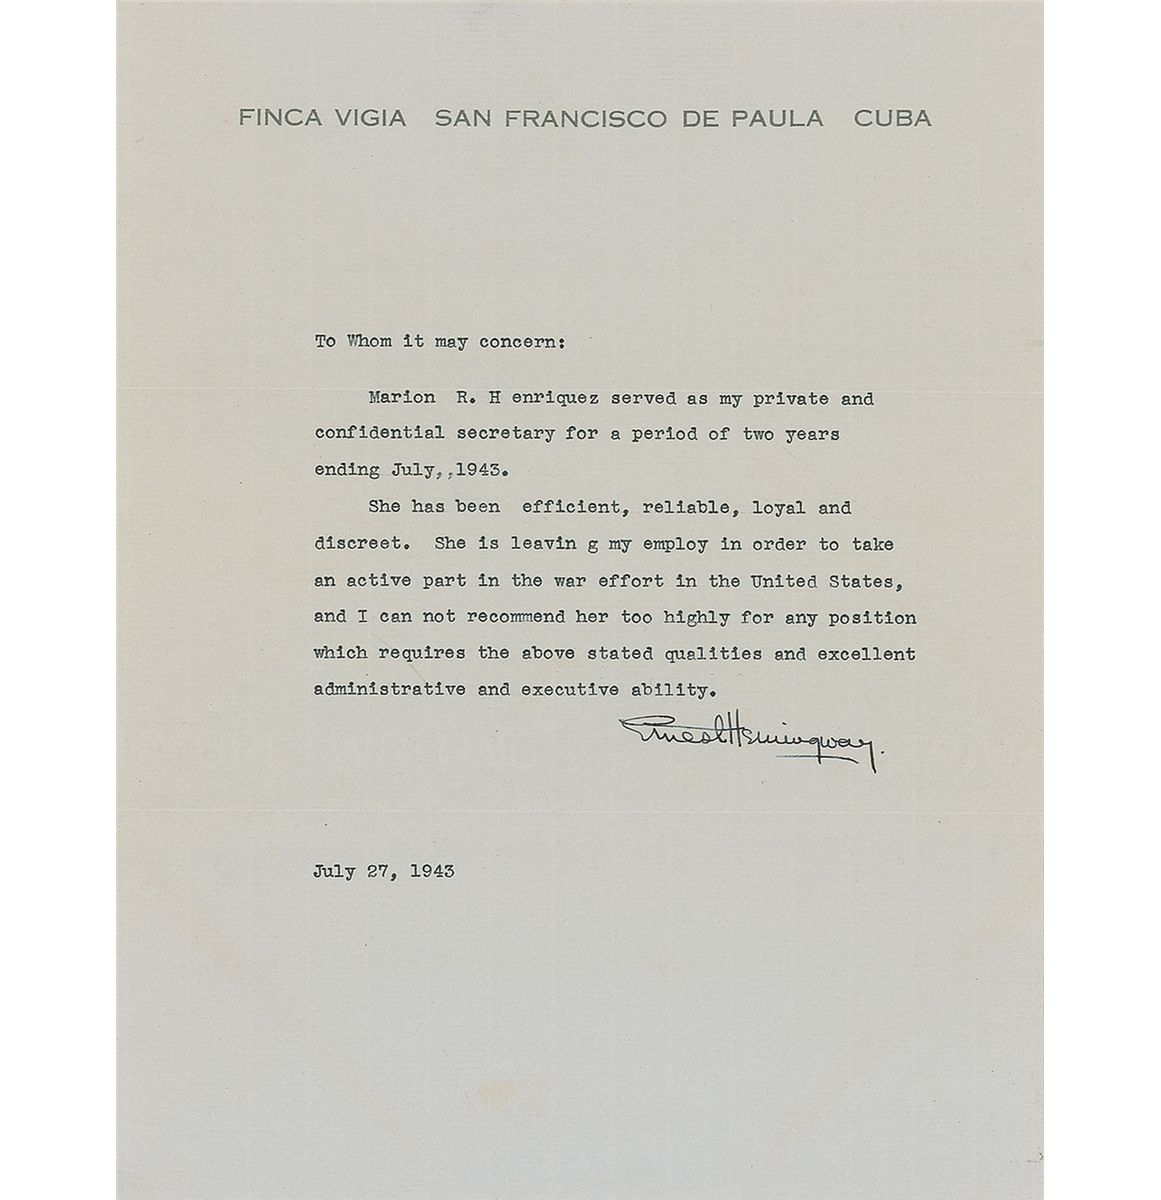 FINCA VIGIA SAN FRANCISCO DE PAULA CUBA
To Whom it may concern:
Marion R. H enriquez served as my private and
confidential secretary for a period of two years
ending July, ,1943.
She has been efficient, reliable, loyal and
discreet. She is leavin g my employ in order to take
an active part in the war effort in the United States,
and I can not recommend her too highly for any position
which requires the above stated qualities and excellent
administrative and executive ability.
Ernest Hemingway.
July 27, 1943